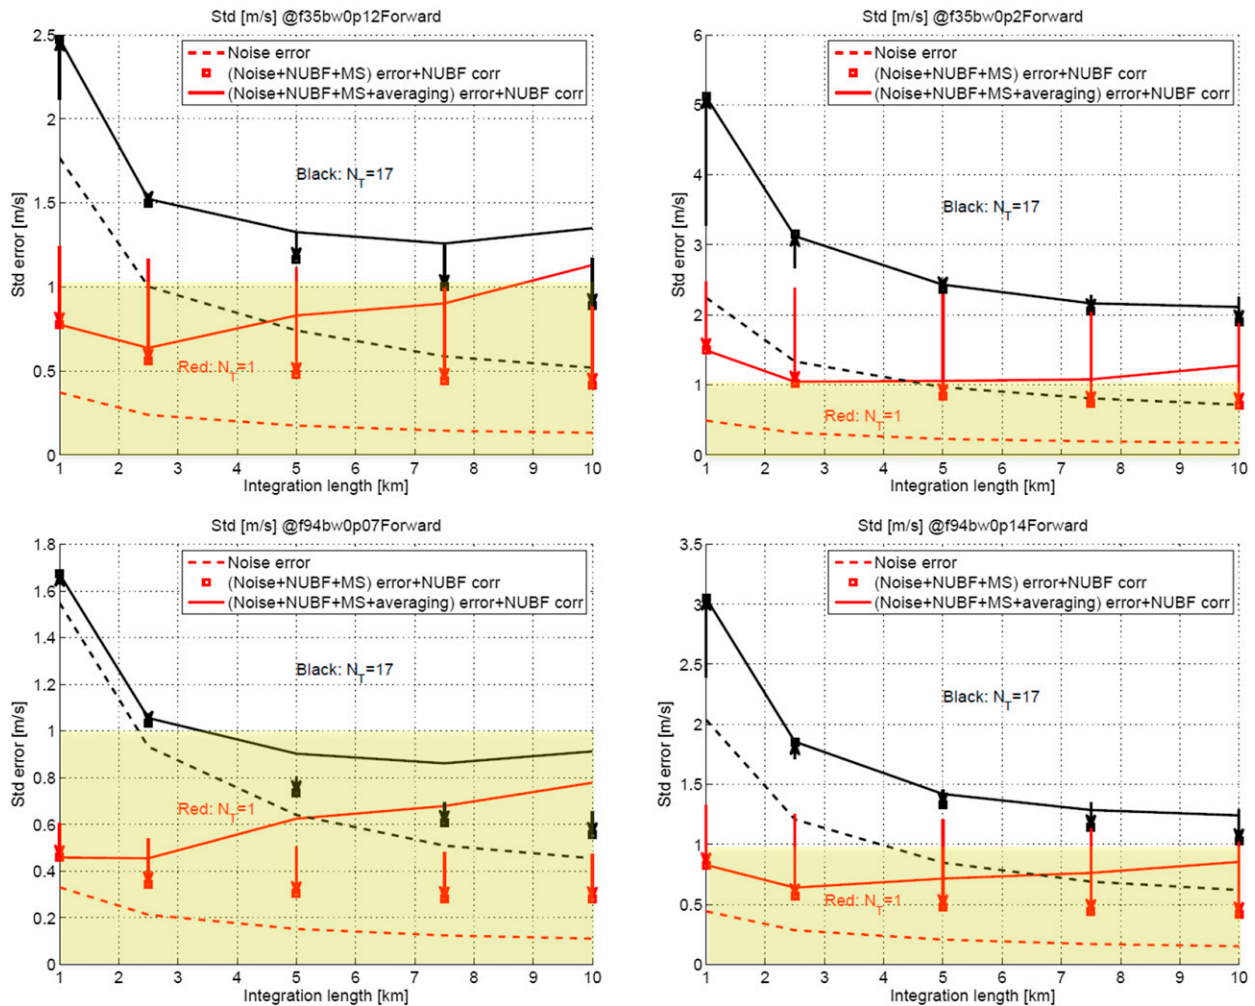 Std [m/s] @f35bw0p12Forward
2.5
2
1.5
1
0.5
0
Std error [m/s]
Noise error
(Noise+NUBF+MS) error+NUBF corr
(Noise+NUBF+MS+averaging) error+NUBF corr
Black: N_T=17
Red: N_T=1
1 2 3 4 5 6 7 8 9 10
Integration length [km]
Std [m/s] @f35bw0p2Forward
6
5
4
3
2
1
0
Std error [m/s]
Noise error
(Noise+NUBF+MS) error+NUBF corr
(Noise+NUBF+MS+averaging) error+NUBF corr
Black: N_T=17
Red: N_T=1
1 2 3 4 5 6 7 8 9 10
Integration length [km]
Std [m/s] @f94bw0p07Forward
1.8
1.6
1.4
1.2
1
0.8
0.6
0.4
0.2
0
Std error [m/s]
Noise error
(Noise+NUBF+MS) error+NUBF corr
(Noise+NUBF+MS+averaging) error+NUBF corr
Black: N_T=17
Red: N_T=1
1 2 3 4 5 6 7 8 9 10
Integration length [km]
Std [m/s] @f94bw0p14Forward
3.5
3
2.5
2
1.5
1
0.5
0
Std error [m/s]
Noise error
(Noise+NUBF+MS) error+NUBF corr
(Noise+NUBF+MS+averaging) error+NUBF corr
Black: N_T=17
Red: N_T=1
1 2 3 4 5 6 7 8 9 10
Integration length [km]